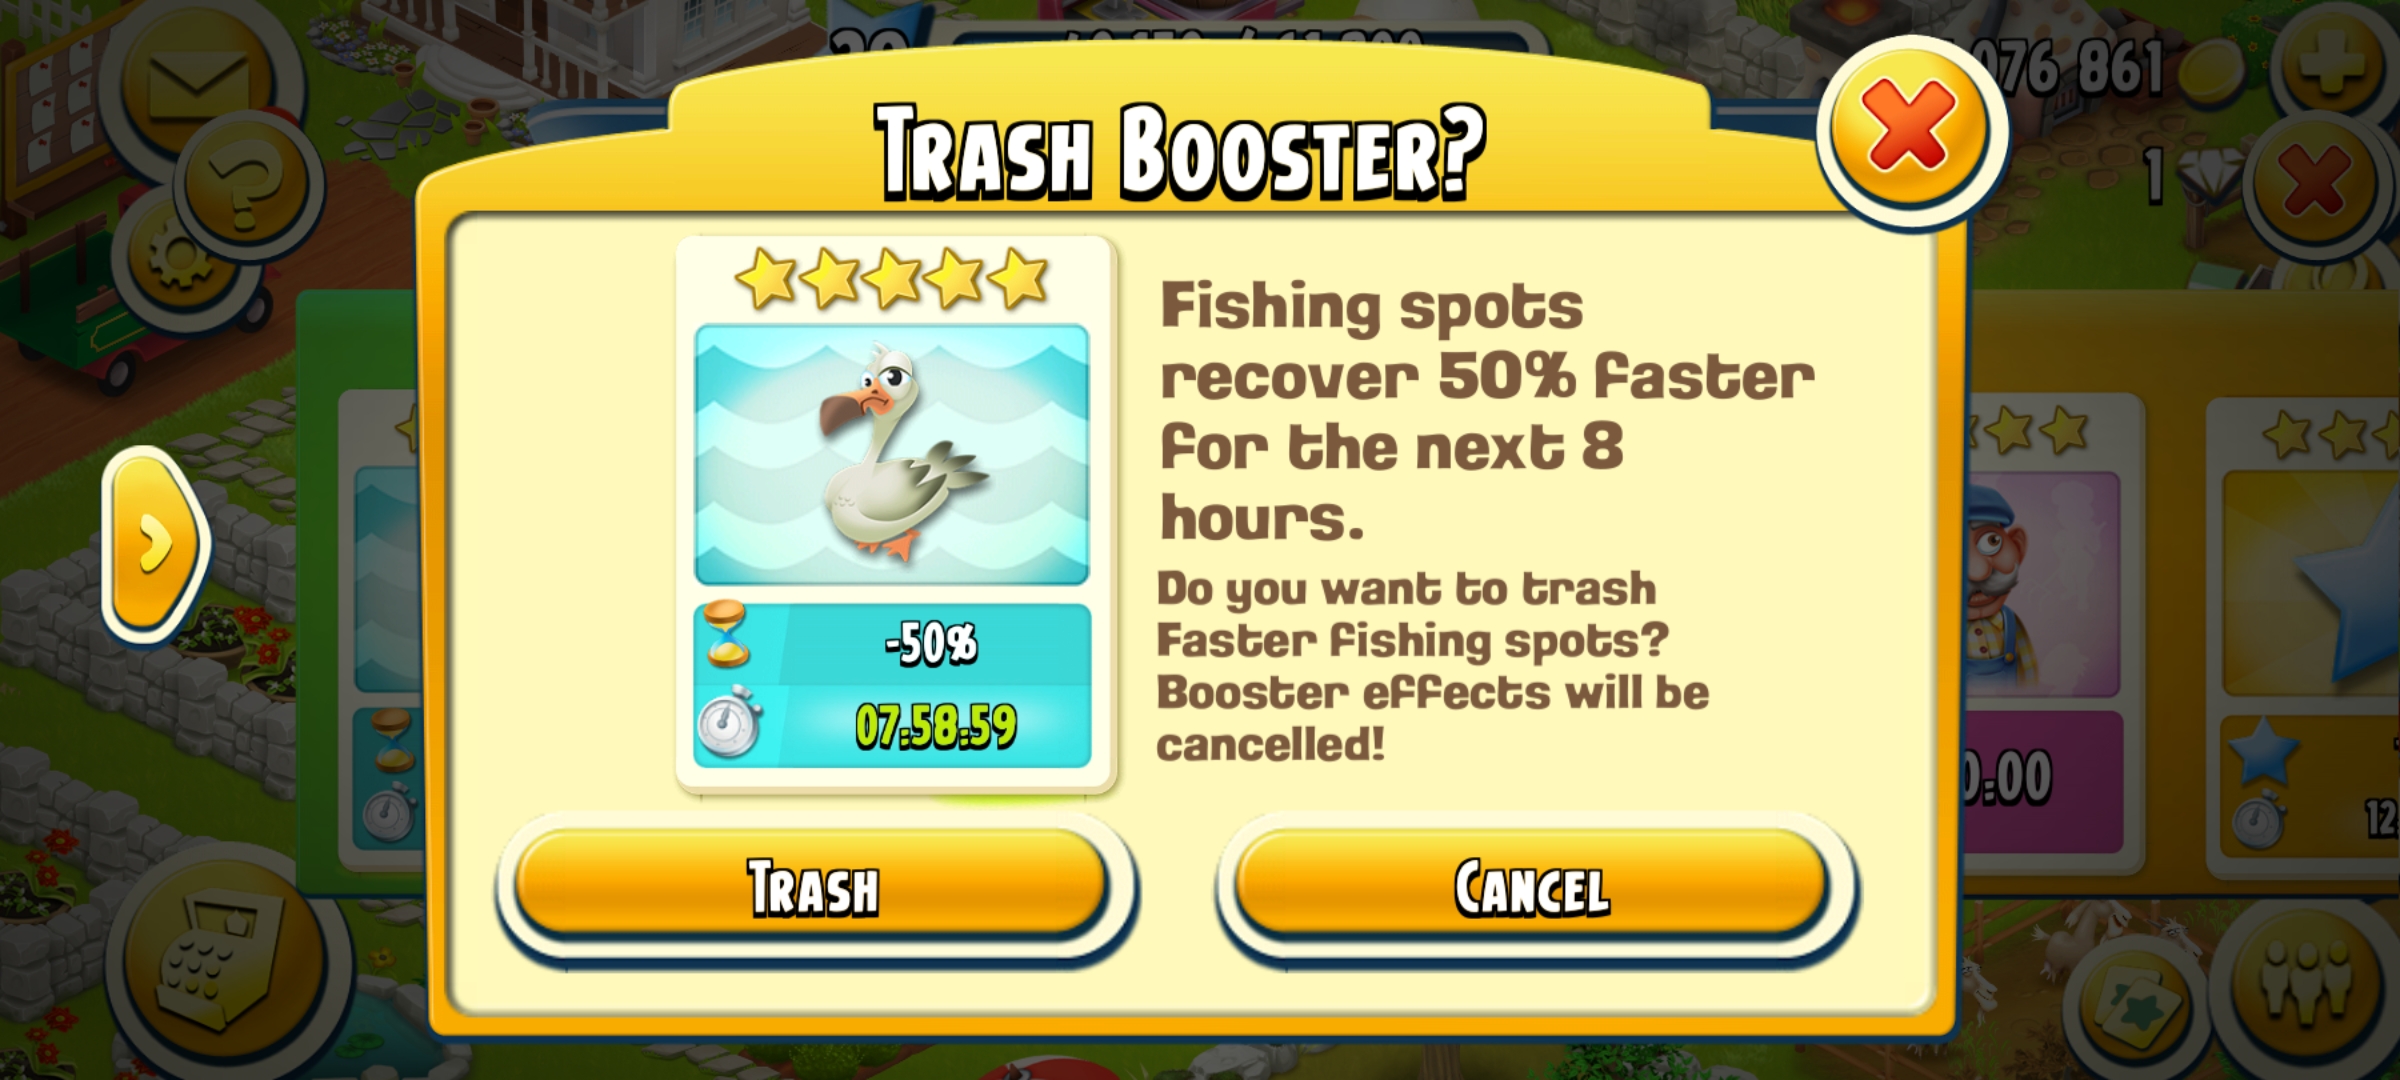 076 861
TRASH BOOSTER?
1
Fishing spots
recover 50% faster
for the next 8
hours.
Do you want to trash
Faster fishing spots?
Booster effects will be
cancelled!
-50%
07:58:59
0:00
12
TRASH
CANCEL